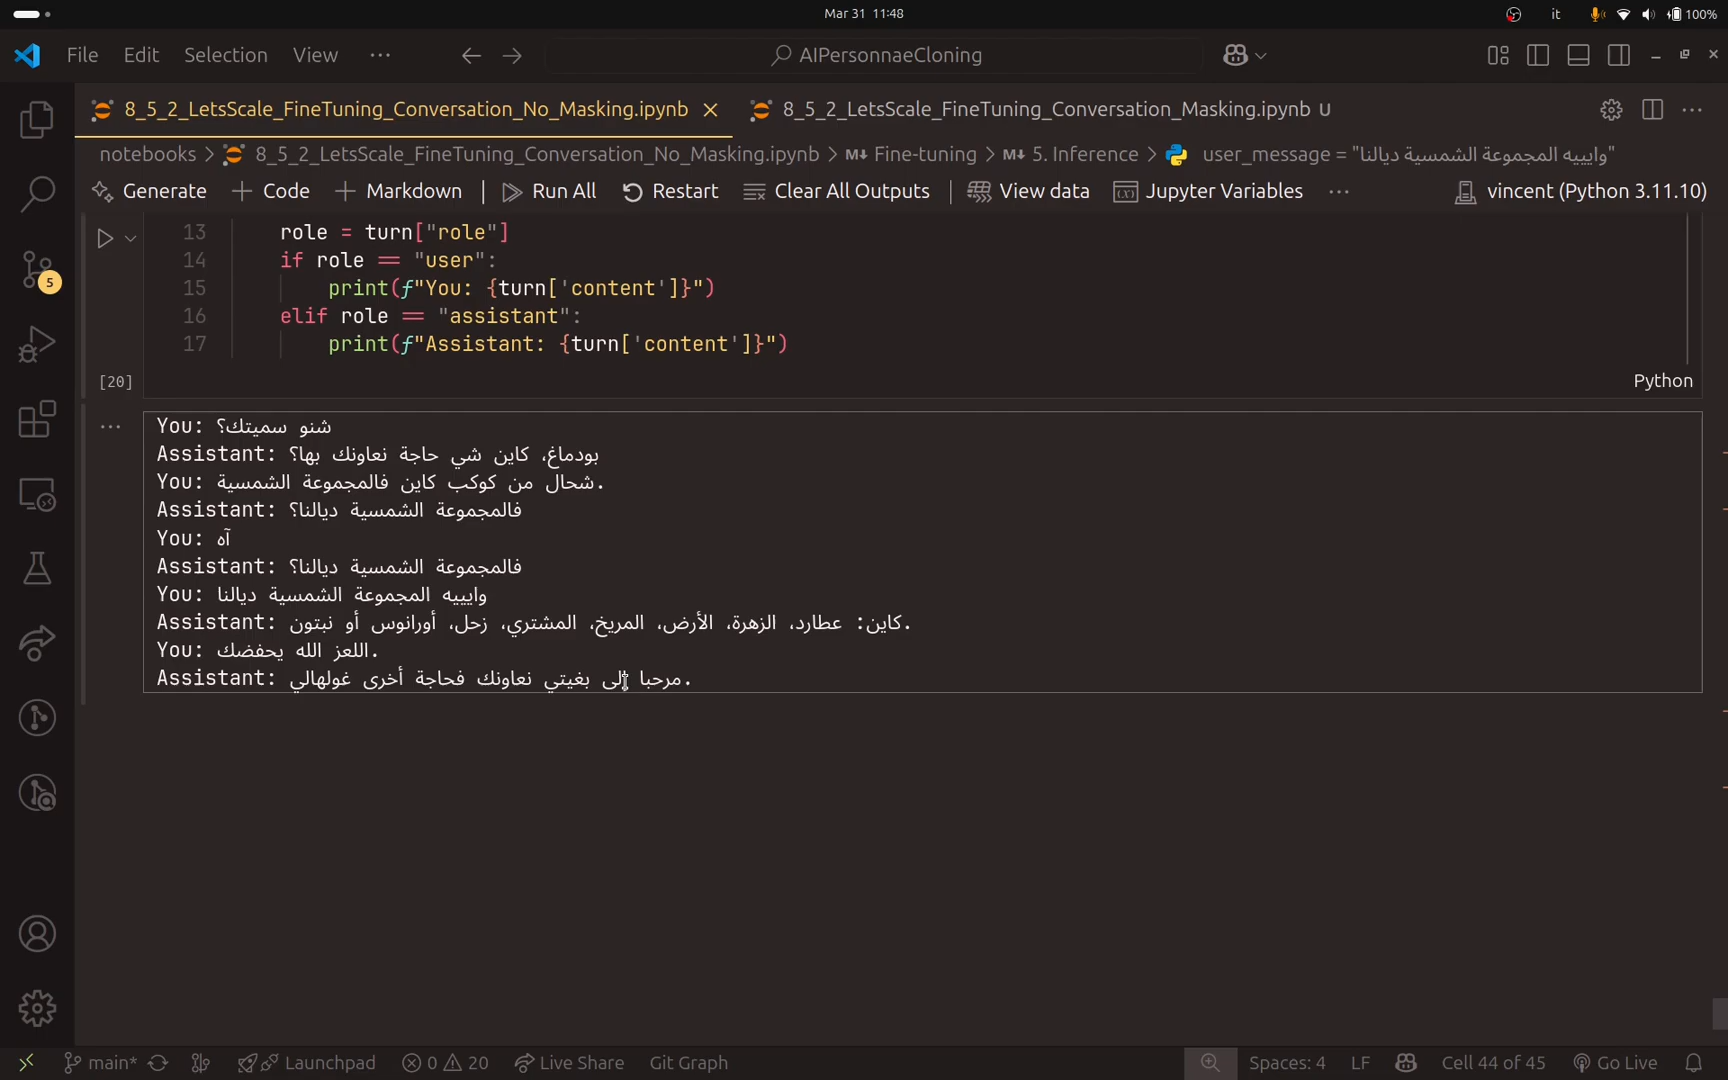 Mar 31 11:48
it
100%
File Edit Selection View ···
AIPersonnaeCloning
8_5_2_LetsScale_FineTuning_Conversation_No_Masking.ipynb
8_5_2_LetsScale_FineTuning_Conversation_Masking.ipynb U
notebooks > 8_5_2_LetsScale_FineTuning_Conversation_No_Masking.ipynb > M↓ Fine-tuning > M↓ 5. Inference > user_message = "واييييه المجموعة الشمسية ديالنا"
Generate + Code + Markdown | Run All Restart Clear All Outputs | View data Jupyter Variables ··· vincent (Python 3.11.10)
13 role = turn["role"]
14 if role == "user":
15 print(f"You: {turn['content']}")
16 elif role == "assistant":
17 print(f"Assistant: {turn['content']}")
[20]
Python
You: شنو سميتك؟
Assistant: بودماغ، كاين شي حاجة نعاونك بها؟
You: شحال من كوكب كاين فالمجموعة الشمسية.
Assistant: فالمجموعة الشمسية ديالنا؟
You: آه
Assistant: فالمجموعة الشمسية ديالنا؟
You: واييييه المجموعة الشمسية ديالنا
Assistant: كاين: عطارد، الزهرة، الأرض، المريخ، المشتري، زحل، أورانوس أو نبتون.
You: اللعز الله يحفضك.
Assistant: مرحبا إلى بغيتي نعاونك فحاجة أخرى غولهالي.
5
main* Launchpad 0 20 Live Share Git Graph
Spaces: 4 LF Cell 44 of 45 Go Live